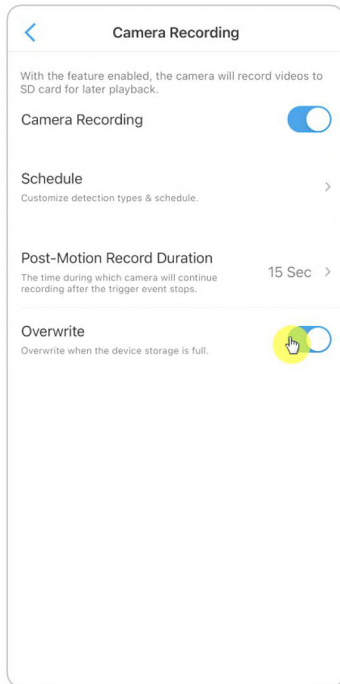 Camera Recording
With the feature enabled, the camera will record videos to
SD card for later playback.
Camera Recording
Schedule
Customize detection types & schedule.
Post-Motion Record Duration
The time during which camera will continue
recording after the trigger event stops.
15 Sec
Overwrite
Overwrite when the device storage is full.